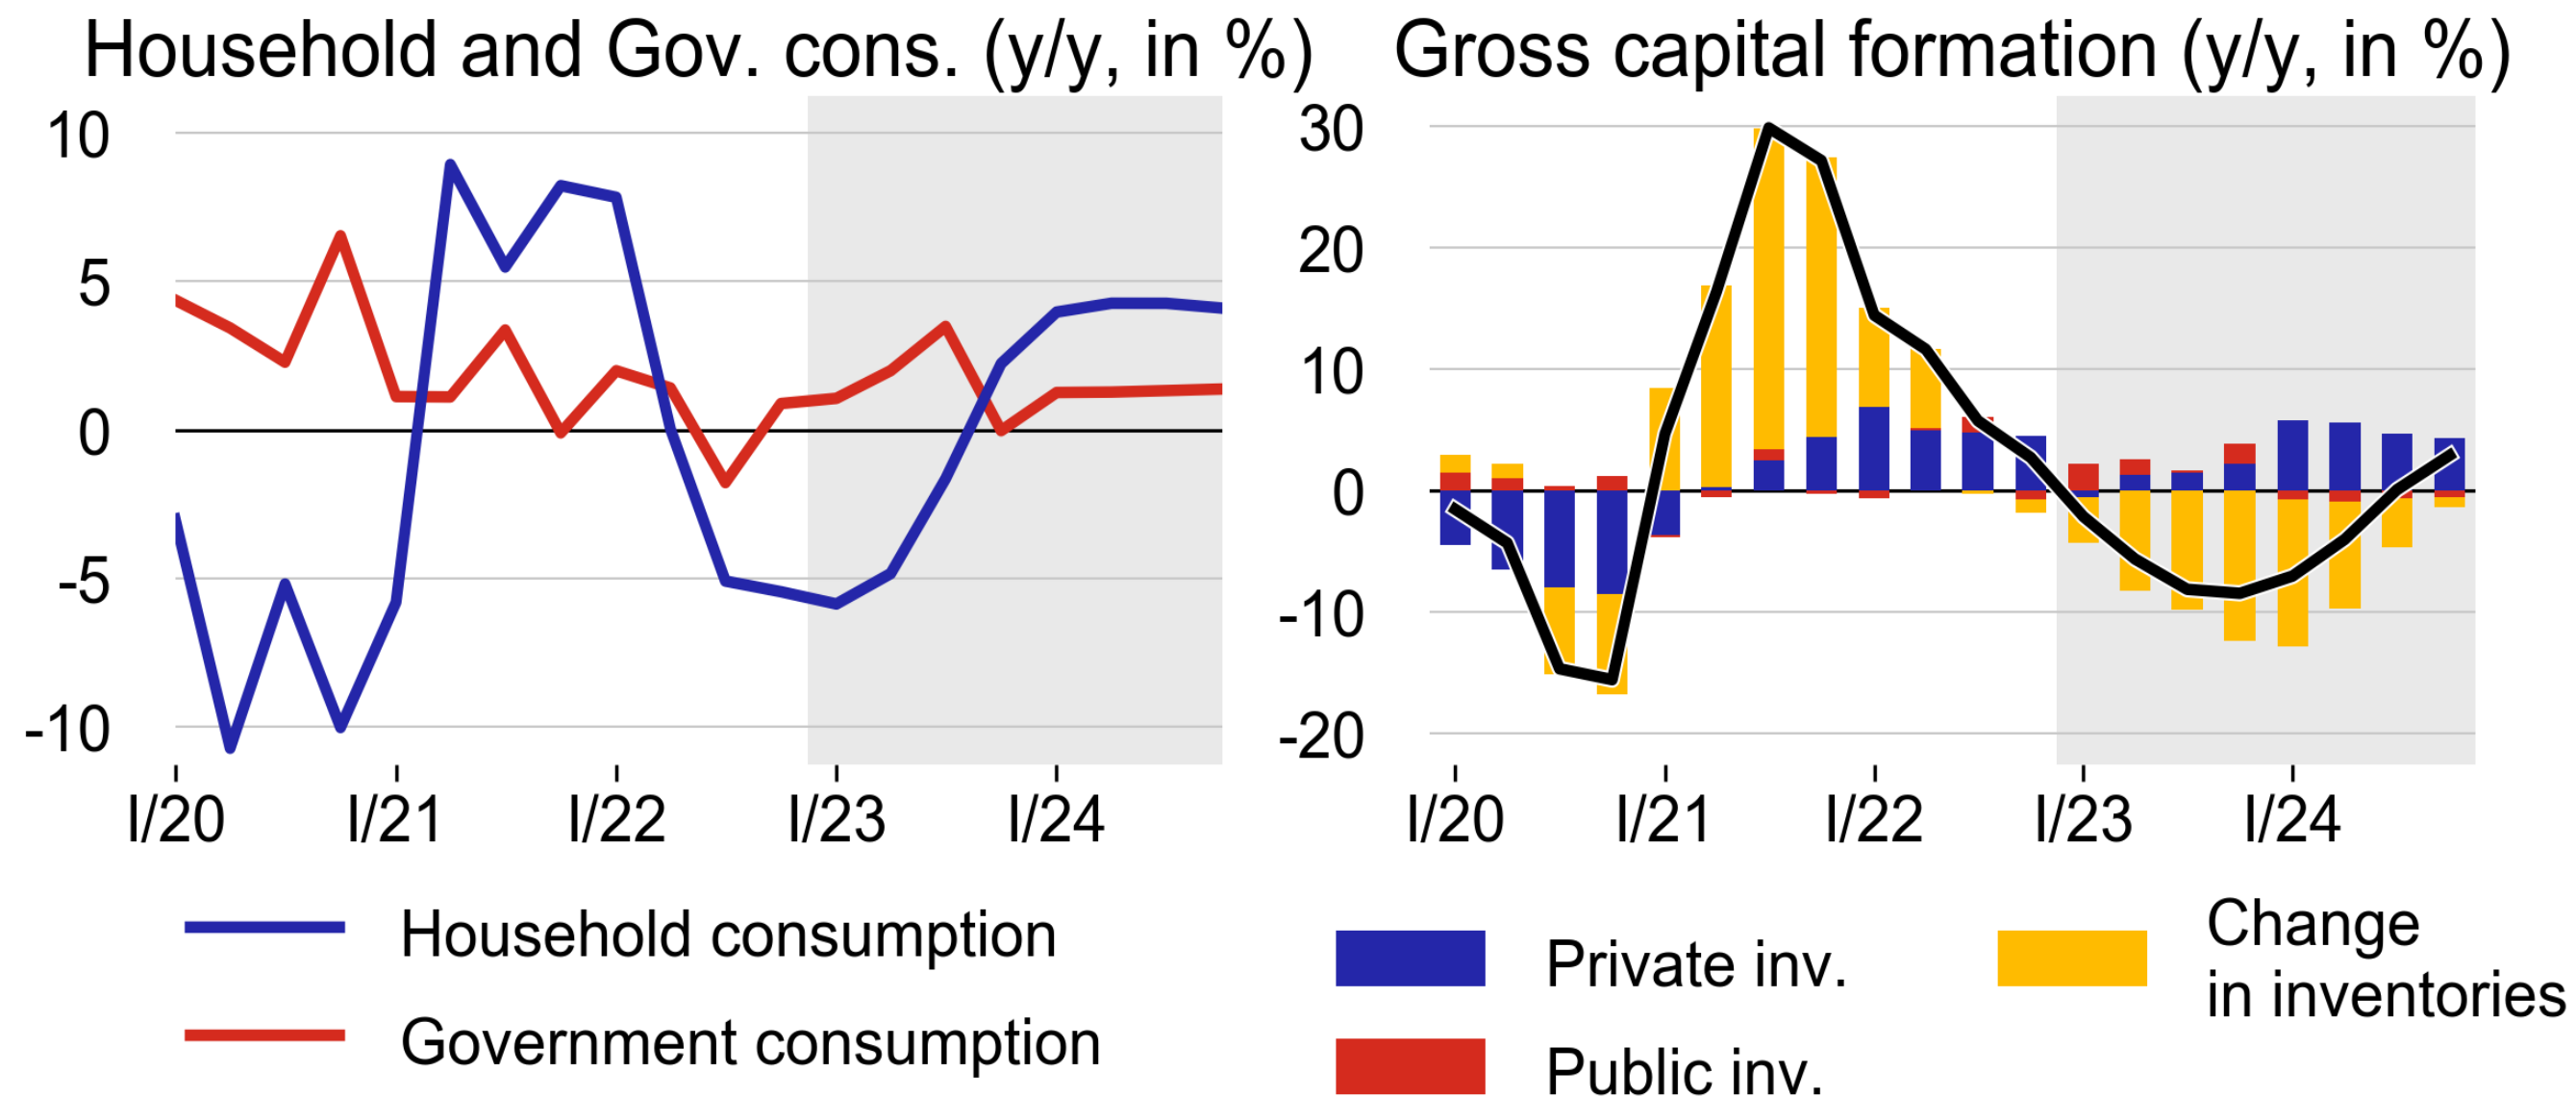 Household and Gov. cons. (y/y, in %)
10
5
0
-5
-10
I/20 I/21 I/22 I/23 I/24
Household consumption
Government consumption
Gross capital formation (y/y, in %)
30
20
10
0
-10
-20
I/20 I/21 I/22 I/23 I/24
Private inv.
Public inv.
Change
in inventories